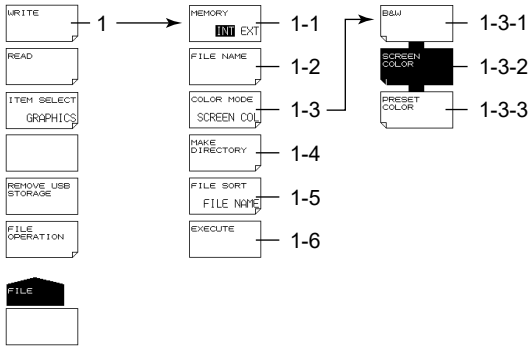 WRITE
1
READ
ITEM SELECT
GRAPHICS
REMOVE USB
STORAGE
FILE
OPERATION
FILE
MEMORY
INT EXT
1-1
FILE NAME
1-2
COLOR MODE
SCREEN COL
1-3
MAKE
DIRECTORY
1-4
FILE SORT
FILE NAME
1-5
EXECUTE
1-6
B&W
1-3-1
SCREEN
COLOR
1-3-2
PRESET
COLOR
1-3-3